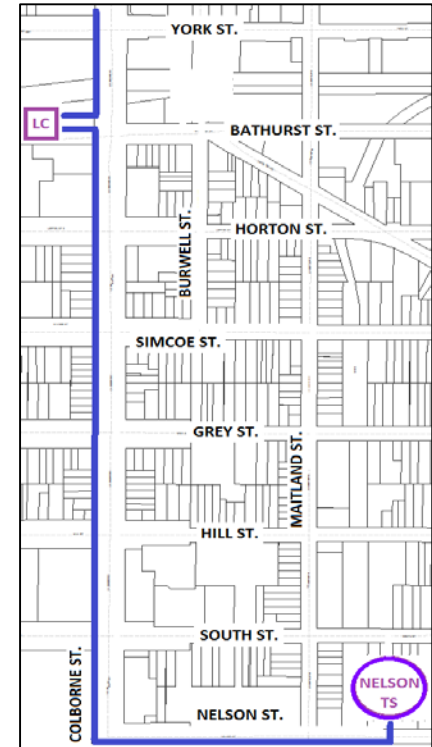 YORK ST.
LC
BATHURST ST.
BURWELL ST.
HORTON ST.
SIMCOE ST.
GREY ST.
MAITLAND ST.
HILL ST.
SOUTH ST.
COLBORNE ST.
NELSON
TS
NELSON ST.